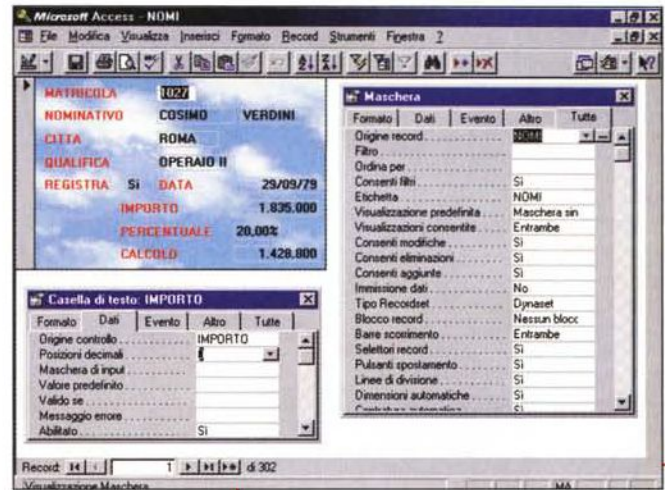 Microsoft Access - NOMI
File Modifica Visualizza Inserisci Formato Record Strumenti Finestra ?
MATRICOLA 1027
NOMINATIVO COSIMO VERDINI
CITTA ROMA
QUALIFICA OPERAIO II
REGISTRA Sì DATA 29/09/79
IMPORTO 1.835.000
PERCENTUALE 20,00%
CALCOLO 1.428.800
Maschera
Formato Dati Evento Altro Tutte
Origine record NOMI
Filtro
Ordina per
Consenti filtri Sì
Etichetta NOMI
Visualizzazione predefinita Maschera sin
Visualizzazioni consentite Entrambe
Consenti modifiche Sì
Consenti eliminazioni Sì
Consenti aggiunte Sì
Immissione dati No
Tipo Recordset Dynaset
Blocco record Nessun blocc
Barre scorrimento Entrambe
Selettori record Sì
Pulsanti spostamento Sì
Linee di divisione Sì
Dimensioni automatiche Sì
Casella di testo: IMPORTO
Formato Dati Evento Altro Tutte
Origine controllo IMPORTO
Posizioni decimali
Maschera di input
Valore predefinito
Valido se
Messaggio errore
Abilitato Sì
Record: 1 di 302
Visualizzazione Maschera MA